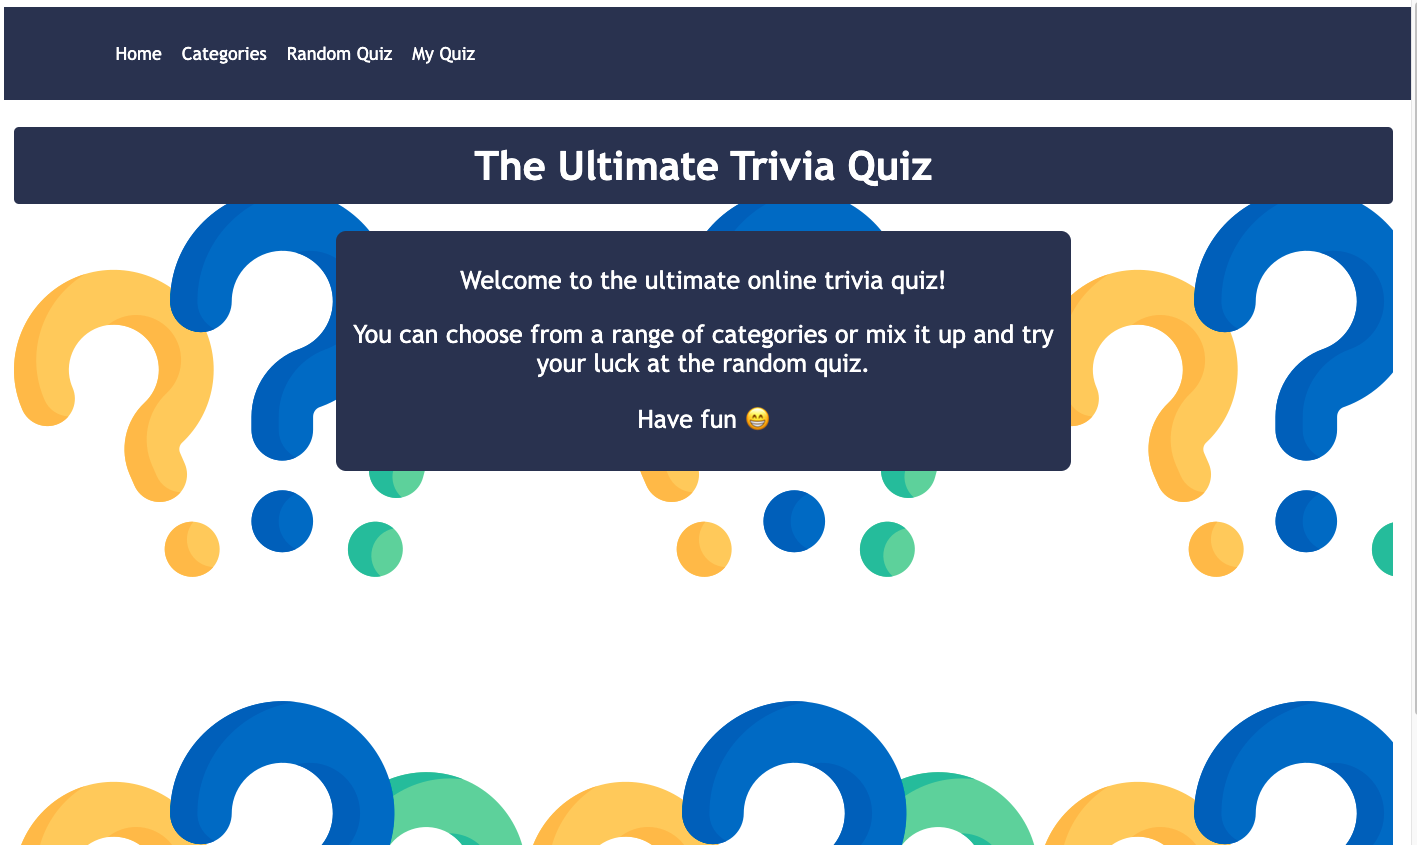 Home Categories Random Quiz My Quiz
The Ultimate Trivia Quiz
Welcome to the ultimate online trivia quiz!
You can choose from a range of categories or mix it up and try
your luck at the random quiz.
Have fun 😁